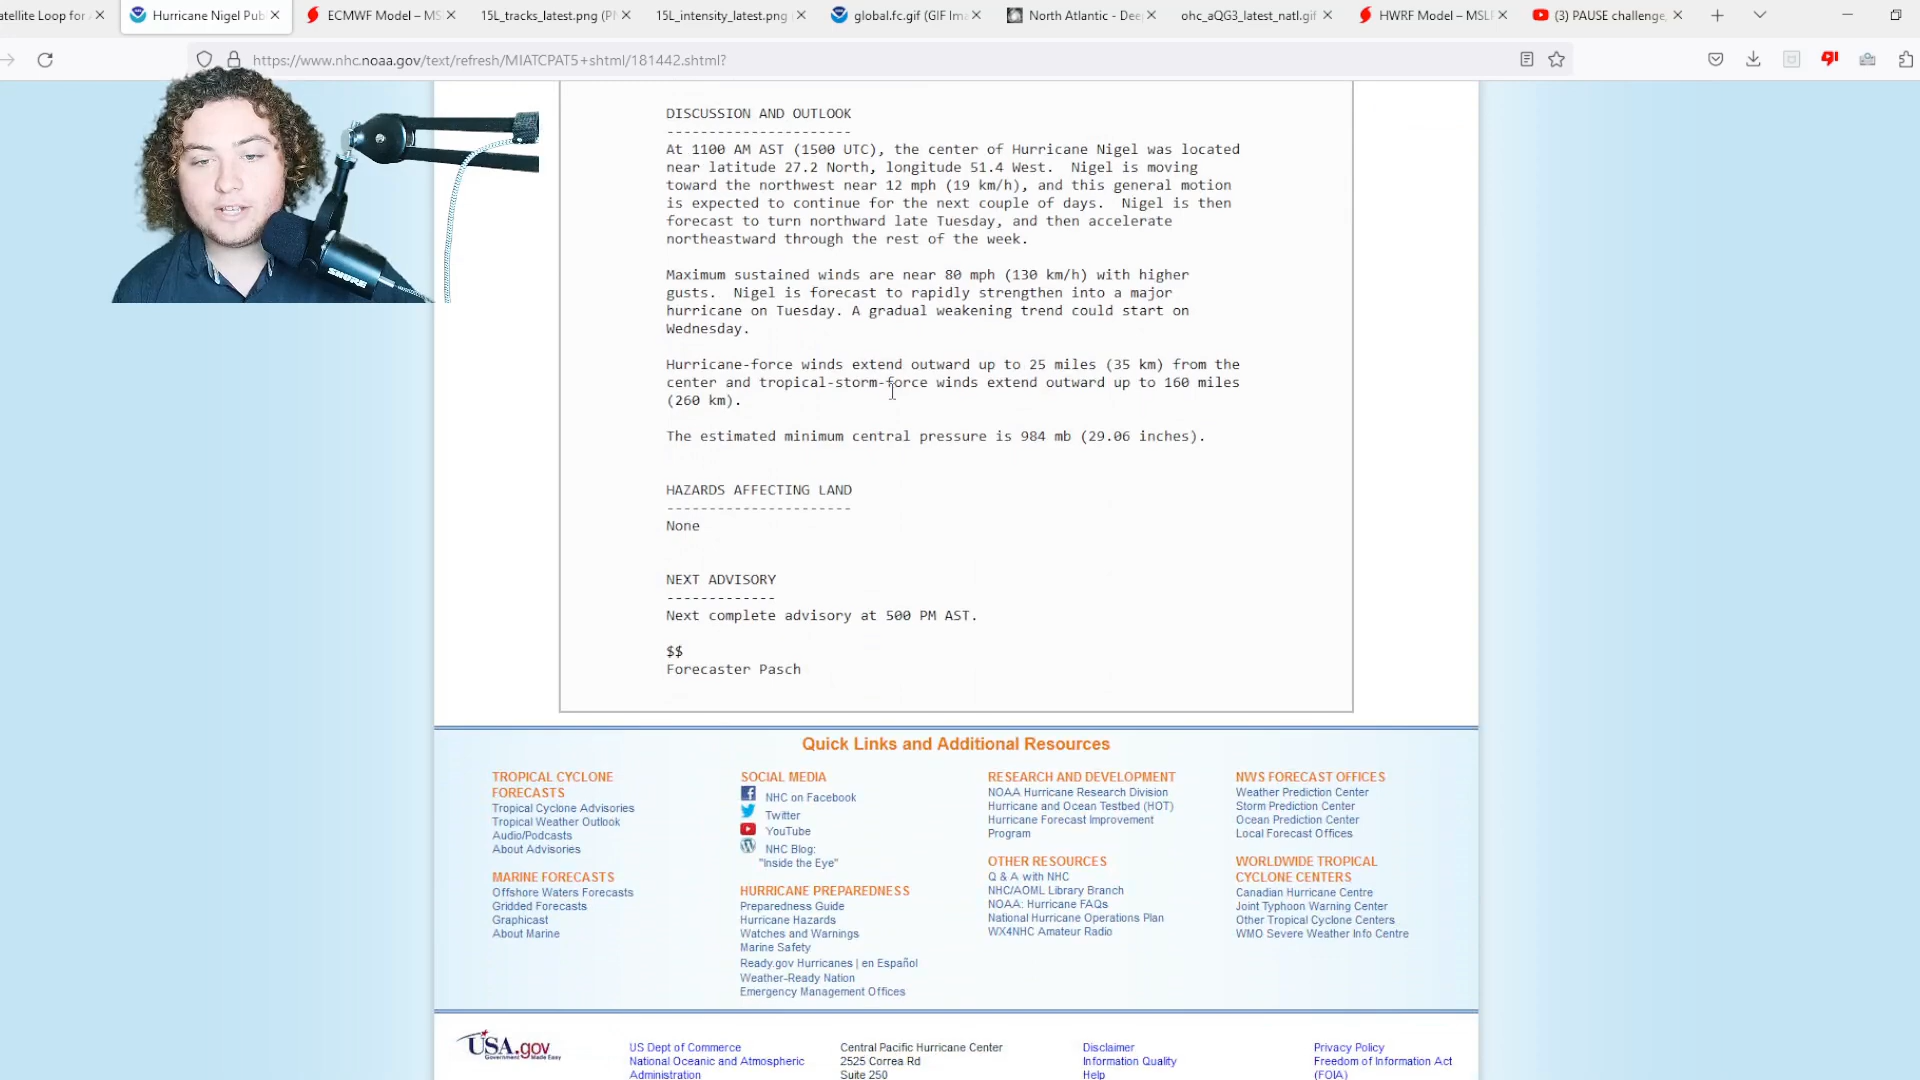 atellite Loop for A
Hurricane Nigel Pub
ECMWF Model – MS
15L_tracks_latest.png (P
15L_intensity_latest.png
global.fc.gif (GIF Ima
North Atlantic - Dee
ohc_aQG3_latest_natl.gif
HWRF Model – MSL
(3) PAUSE challenge,
https://www.nhc.noaa.gov/text/refresh/MIATCPAT5+shtml/181442.shtml?
DISCUSSION AND OUTLOOK
----------------------
At 1100 AM AST (1500 UTC), the center of Hurricane Nigel was located
near latitude 27.2 North, longitude 51.4 West. Nigel is moving
toward the northwest near 12 mph (19 km/h), and this general motion
is expected to continue for the next couple of days. Nigel is then
forecast to turn northward late Tuesday, and then accelerate
northeastward through the rest of the week.
Maximum sustained winds are near 80 mph (130 km/h) with higher
gusts. Nigel is forecast to rapidly strengthen into a major
hurricane on Tuesday. A gradual weakening trend could start on
Wednesday.
Hurricane-force winds extend outward up to 25 miles (35 km) from the
center and tropical-storm-force winds extend outward up to 160 miles
(260 km).
The estimated minimum central pressure is 984 mb (29.06 inches).
HAZARDS AFFECTING LAND
----------------------
None
NEXT ADVISORY
-------------
Next complete advisory at 500 PM AST.
$$
Forecaster Pasch
SHURE
Quick Links and Additional Resources
TROPICAL CYCLONE
FORECASTS
Tropical Cyclone Advisories
Tropical Weather Outlook
Audio/Podcasts
About Advisories
MARINE FORECASTS
Offshore Waters Forecasts
Gridded Forecasts
Graphicast
About Marine
SOCIAL MEDIA
NHC on Facebook
Twitter
YouTube
NHC Blog:
"Inside the Eye"
HURRICANE PREPAREDNESS
Preparedness Guide
Hurricane Hazards
Watches and Warnings
Marine Safety
Ready.gov Hurricanes | en Español
Weather-Ready Nation
Emergency Management Offices
RESEARCH AND DEVELOPMENT
NOAA Hurricane Research Division
Hurricane and Ocean Testbed (HOT)
Hurricane Forecast Improvement
Program
OTHER RESOURCES
Q & A with NHC
NHC/AOML Library Branch
NOAA: Hurricane FAQs
National Hurricane Operations Plan
WX4NHC Amateur Radio
NWS FORECAST OFFICES
Weather Prediction Center
Storm Prediction Center
Ocean Prediction Center
Local Forecast Offices
WORLDWIDE TROPICAL
CYCLONE CENTERS
Canadian Hurricane Centre
Joint Typhoon Warning Center
Other Tropical Cyclone Centers
WMO Severe Weather Info Centre
USA.gov
US Dept of Commerce
National Oceanic and Atmospheric
Administration
Central Pacific Hurricane Center
2525 Correa Rd
Suite 250
Disclaimer
Information Quality
Help
Privacy Policy
Freedom of Information Act
(FOIA)